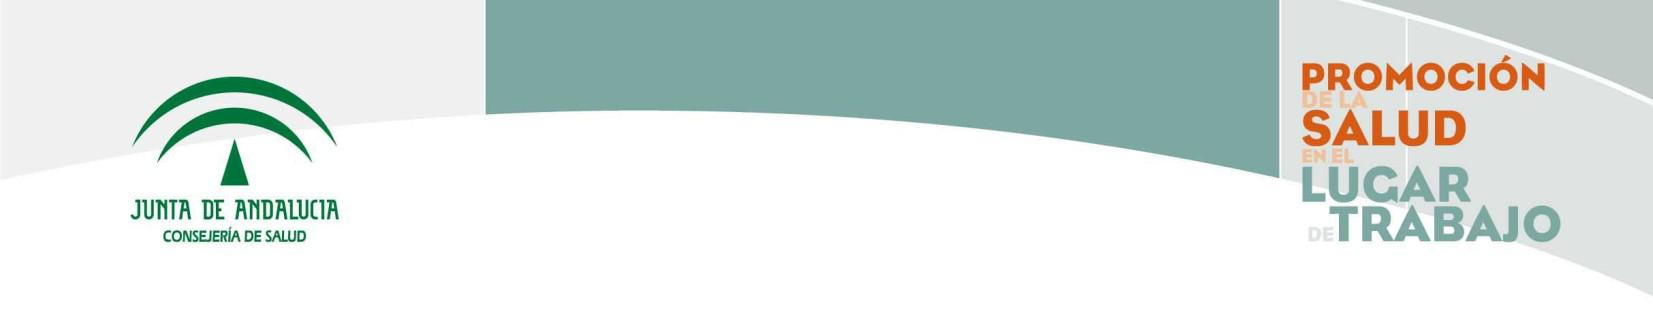 JUNTA DE ANDALUCIA
CONSEJERÍA DE SALUD
PROMOCIÓN
DE LA
SALUD
EN EL
LUGAR
DE TRABAJO